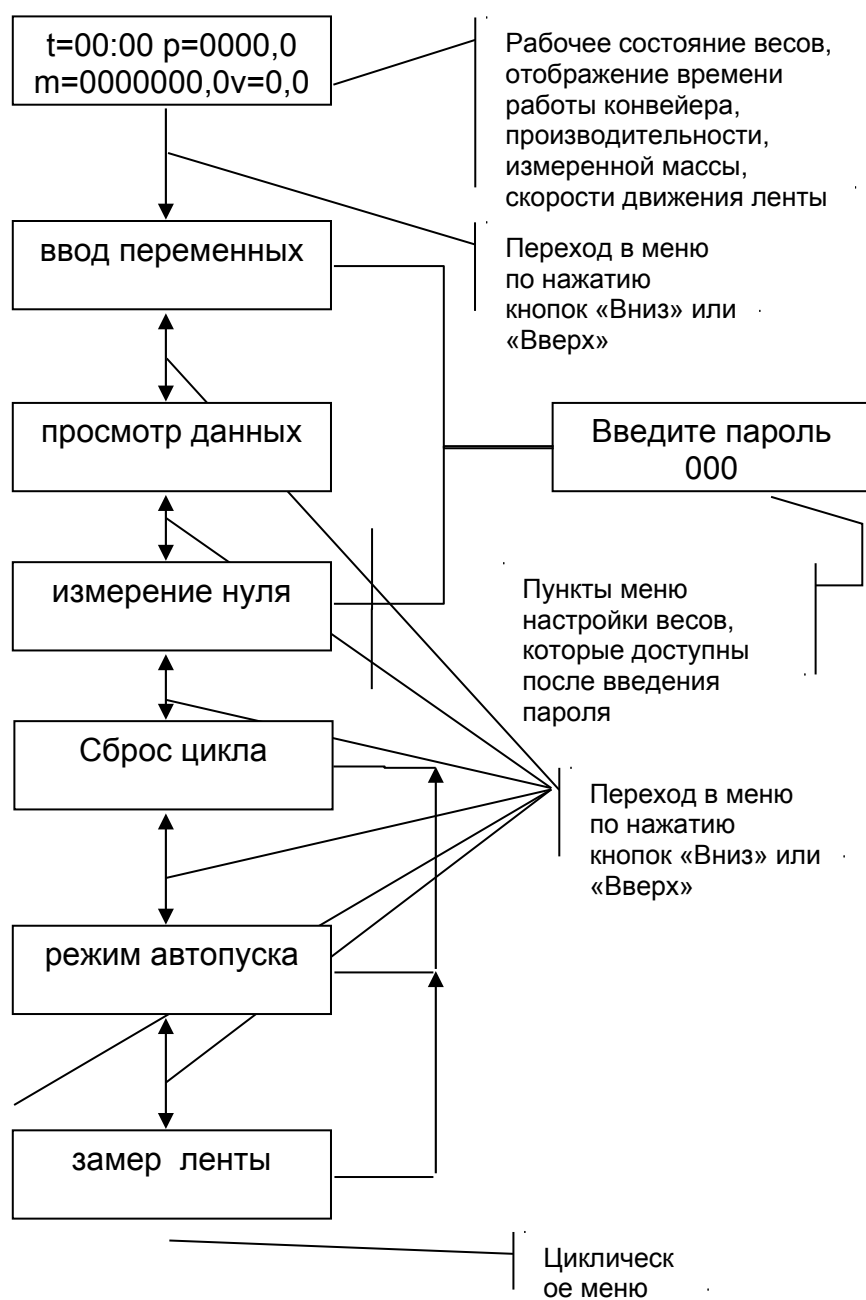 t=00:00 p=0000,0
m=0000000,0v=0,0
Рабочее состояние весов,
отображение времени
работы конвейера,
производительности,
измеренной массы,
скорости движения ленты
ввод переменных
Переход в меню
по нажатию
кнопок «Вниз» или
«Вверх»
просмотр данных
Введите пароль
000
измерение нуля
Пункты меню
настройки весов,
которые доступны
после введения
пароля
Сброс цикла
Переход в меню
по нажатию
кнопок «Вниз» или
«Вверх»
режим автопуска
замер ленты
Циклическ
ое меню